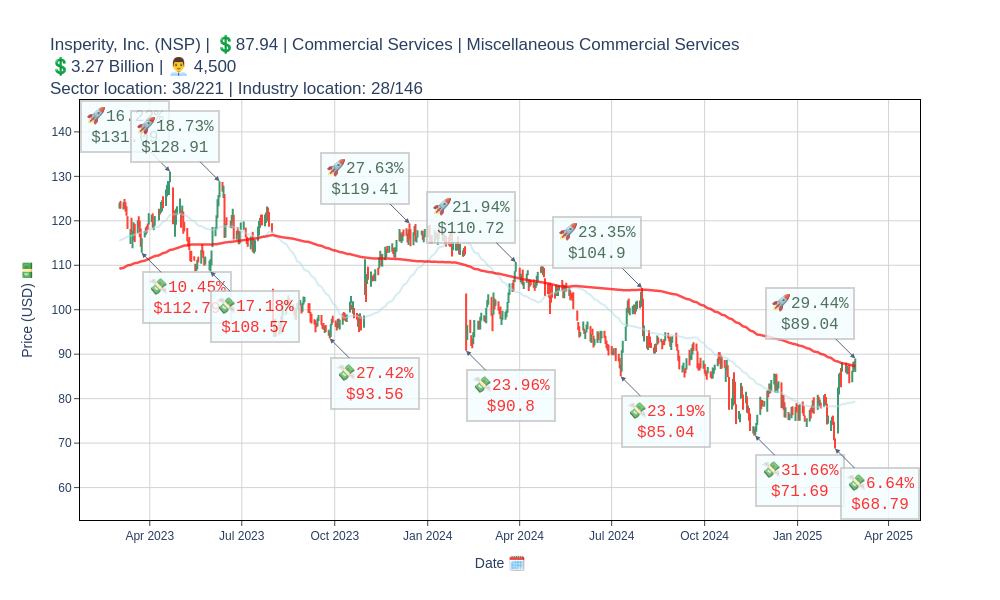 Insperity, Inc. (NSP) | 💲87.94 | Commercial Services | Miscellaneous Commercial Services
💲3.27 Billion | 👨‍💼 4,500
Sector location: 38/221 | Industry location: 28/146
🚀18.73%
$128.91
🚀27.63%
$119.41
🚀21.94%
$110.72
🚀23.35%
$104.9
🚀29.44%
$89.04
💸10.45%
💸17.18%
$108.57
💸27.42%
$93.56
💸23.96%
$90.8
💸23.19%
$85.04
💸31.66%
$71.69
💸6.64%
$68.79
140
130
120
110
100
90
80
70
60
Price (USD) 💵
Apr 2023
Jul 2023
Oct 2023
Jan 2024
Apr 2024
Jul 2024
Oct 2024
Jan 2025
Apr 2025
Date 🗓️